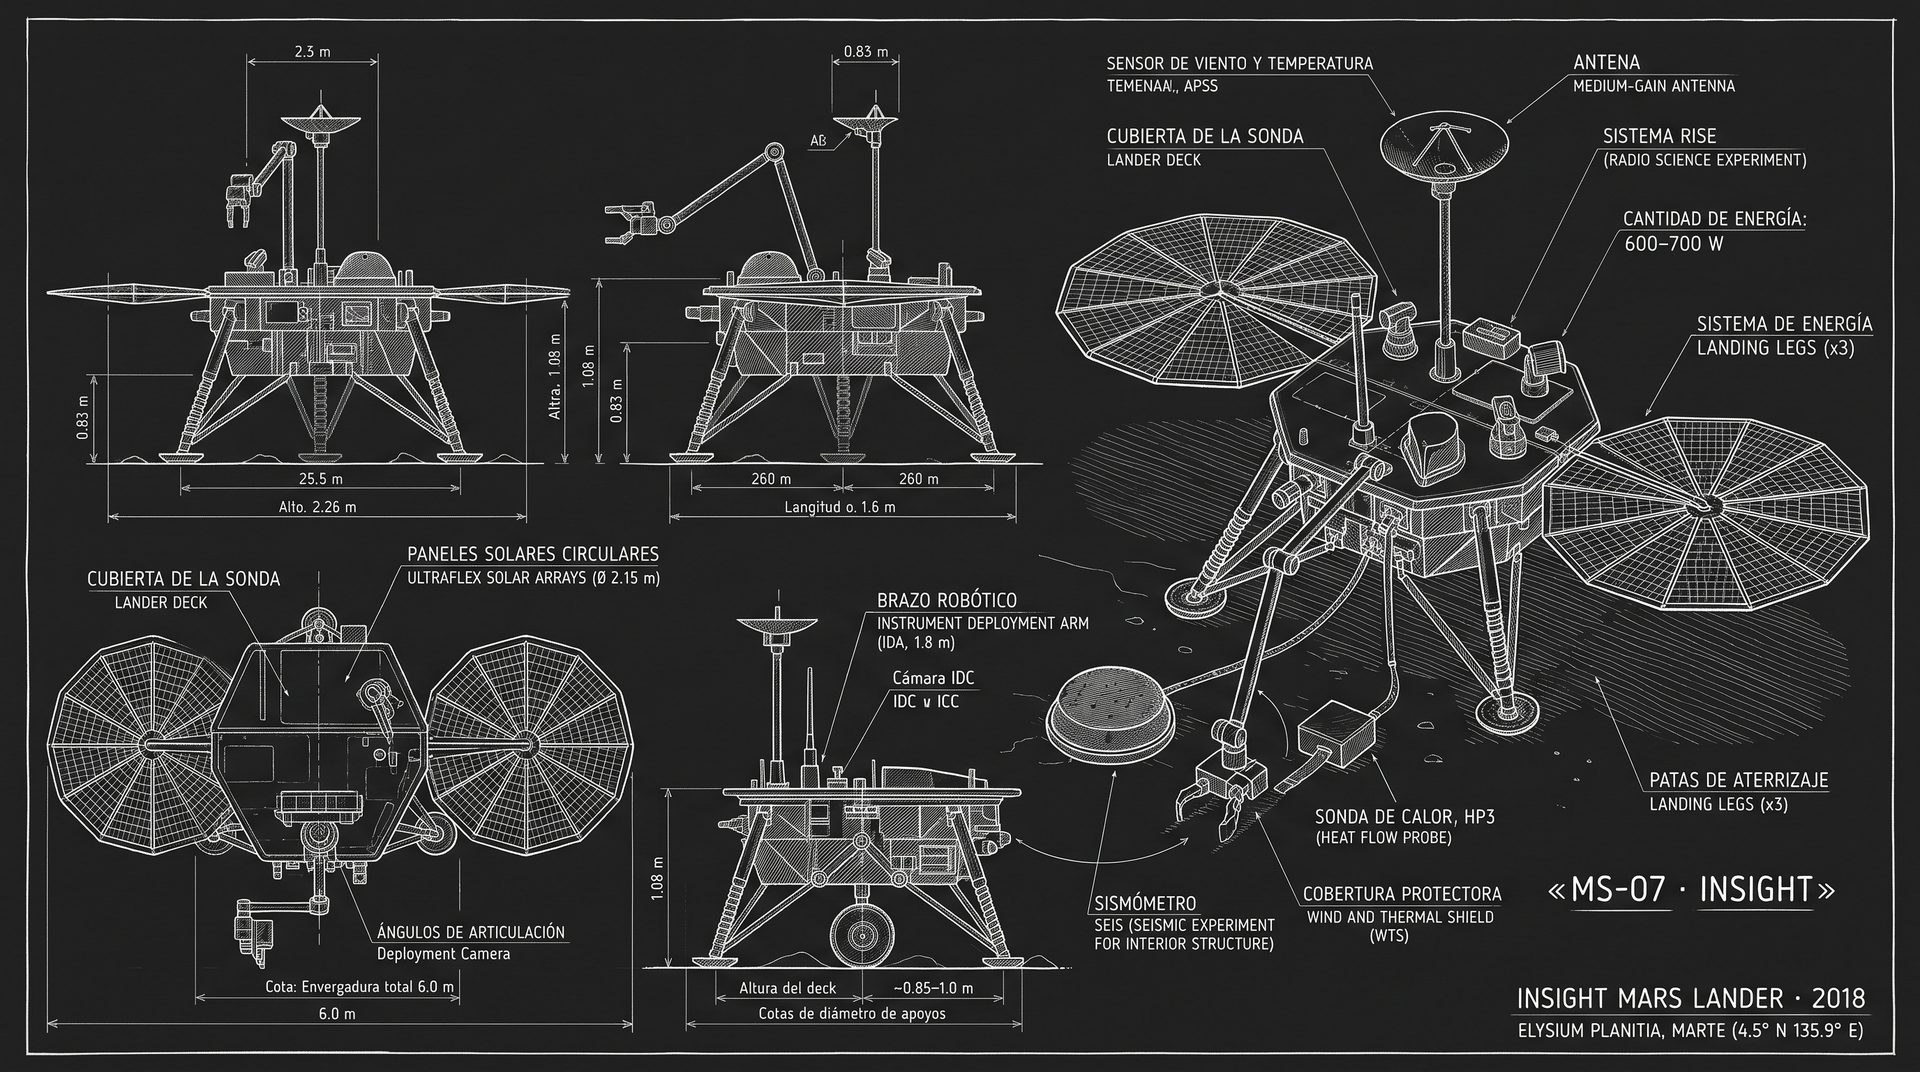 2.3 m
0.83 m
Altra. 1.08 m
25.5 m
Alto. 2.26 m
0.83 m
Aß
1.08 m
0.83 m
260 m
260 m
Langitud o. 1.6 m
SENSOR DE VIENTO Y TEMPERATURA
TEMENAAI., APSS
CUBIERTA DE LA SONDA
LANDER DECK
ANTENA
MEDIUM-GAIN ANTENNA
SISTEMA RISE
(RADIO SCIENCE EXPERIMENT)
CANTIDAD DE ENERGÍA:
600–700 W
SISTEMA DE ENERGÍA
LANDING LEGS (x3)
CUBIERTA DE LA SONDA
LANDER DECK
PANELES SOLARES CIRCULARES
ULTRAFLEX SOLAR ARRAYS (Ø 2.15 m)
ÁNGULOS DE ARTICULACIÓN
Deployment Camera
Cota: Envergadura total 6.0 m
6.0 m
BRAZO ROBÓTICO
INSTRUMENT DEPLOYMENT ARM
(IDA, 1.8 m)
Cámara IDC
IDC v ICC
1.08 m
Altura del deck
~0.85–1.0 m
Cotas de diámetro de apoyos
SISMÓMETRO
SEIS (SEISMIC EXPERIMENT
FOR INTERIOR STRUCTURE)
SONDA DE CALOR, HP3
(HEAT FLOW PROBE)
COBERTURA PROTECTORA
WIND AND THERMAL SHIELD
(WTS)
PATAS DE ATERRIZAJE
LANDING LEGS (x3)
«MS-07 · INSIGHT»
INSIGHT MARS LANDER · 2018
ELYSIUM PLANITIA, MARTE (4.5° N 135.9° E)